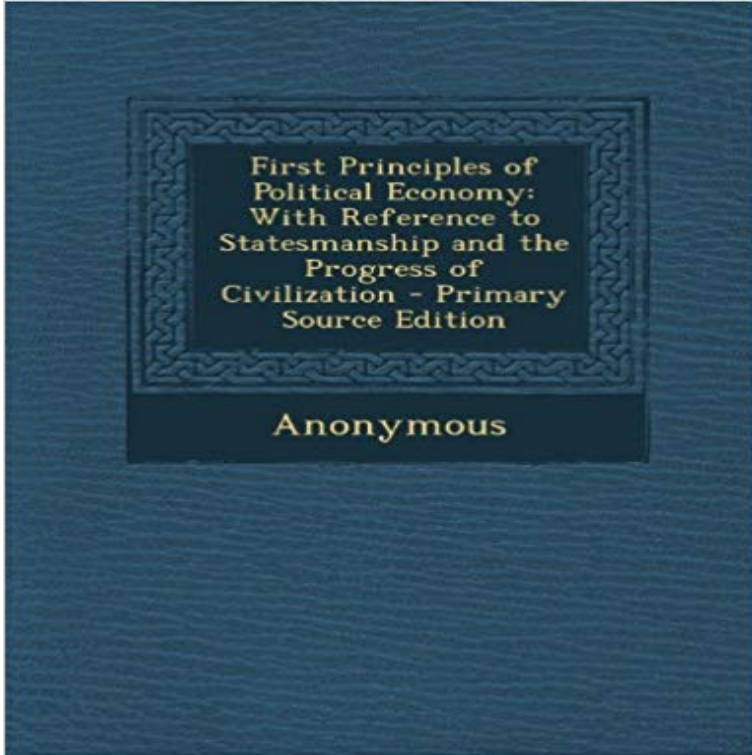 First Principles of
Political Economy:
With Reference to
Statesmanship and the
Progress of
Civilization - Primary
Source Edition
Anonymous